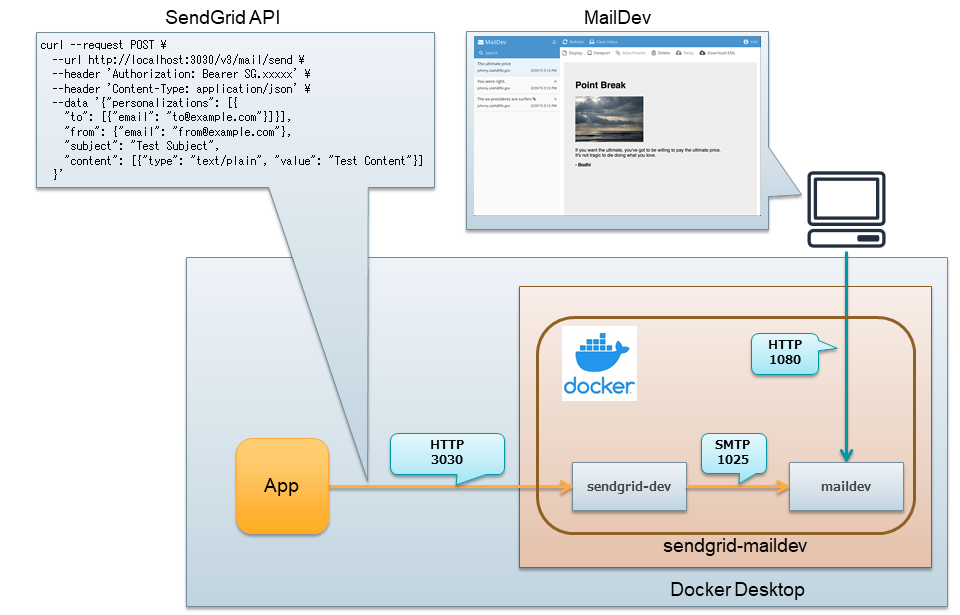 SendGrid API
curl --request POST ¥
--url http://localhost:3030/v3/mail/send ¥
--header 'Authorization: Bearer SG.xxxxx' ¥
--header 'Content-Type: application/json' ¥
--data '{"personalizations": [{
"to": [{"email": "to@example.com"}]}],
"from": {"email": "from@example.com"},
"subject": "Test Subject",
"content": [{"type": "text/plain", "value": "Test Content"}]
}'
MailDev
MailDev
Refresh
Clear Inbox
Info
Search
Display
Viewport
Attachments
Delete
Relay
Download EML
The ultimate price
johnny.utah@fbi.gov
You were right.
johnny.utah@fbi.gov
The ex-presidents are surfers
johnny.utah@fbi.gov
Point Break
If you want the ultimate, you've got to be willing to pay the ultimate price.
It's not tragic to die doing what you love.
- Bodhi
HTTP
1080
docker
App
HTTP
3030
sendgrid-dev
SMTP
1025
maildev
sendgrid-maildev
Docker Desktop